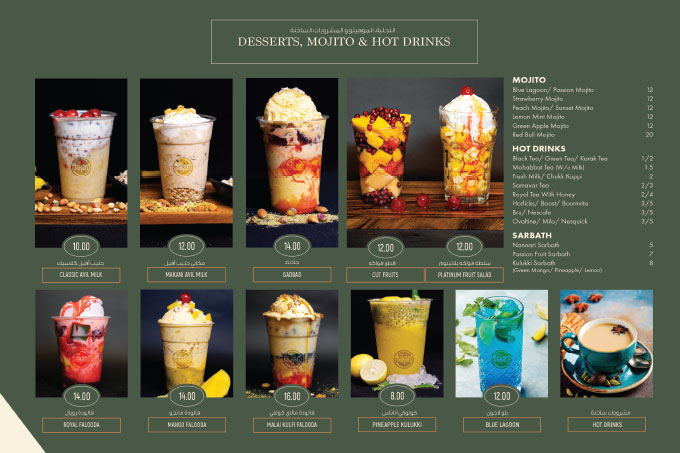 التحلية، الموهيتو و المشروبات الساخنة
DESSERTS, MOJITO & HOT DRINKS
10.00
12.00
14.00
12.00
12.00
حليب أفيل كلاسيك
مكاني حليب أفيل
قطع فواكه
سلطة فواكه بلاتينيوم
CLASSIC AVIL MILK
MAKANI AVIL MILK
GADBAD
CUT FRUITS
PLATINUM FRUIT SALAD
MOJITO
Blue Lagoon/ Passion Mojito 12
Strawberry Mojito 12
Peach Mojito/ Sunset Mojito 12
Lemon Mint Mojito 12
Green Apple Mojito 12
Red Bull Mojito 20
HOT DRINKS
Black Tea/ Green Tea/ Karak Tea 1/2
Mohabbat Tea (W/o Milk) 1.5
Fresh Milk/ Chukk Kappi 2
Samavar Tea 2/3
Royal Tea With Honey 2/4
Horlicks/ Boost/ Bournvita 3/5
Bru/ Nescafe 3/5
Ovaltine/ Milo/ Nesquick 3/5
SARBATH
Nannari Sarbath 5
Passion Fruit Sarbath 7
Kulukki Sarbath 8
(Green Mango/ Pineapple/ Lemon)
14.00
14.00
16.00
8.00
12.00
فالودة رويال
فالودة مانجو
فالودة مالاي كولفي
كولوكي أناناس
بلو لاجون
مشروبات ساخنة
ROYAL FALOODA
MANGO FALOODA
MALAI KULFI FALOODA
PINEAPPLE KULUKKI
BLUE LAGOON
HOT DRINKS